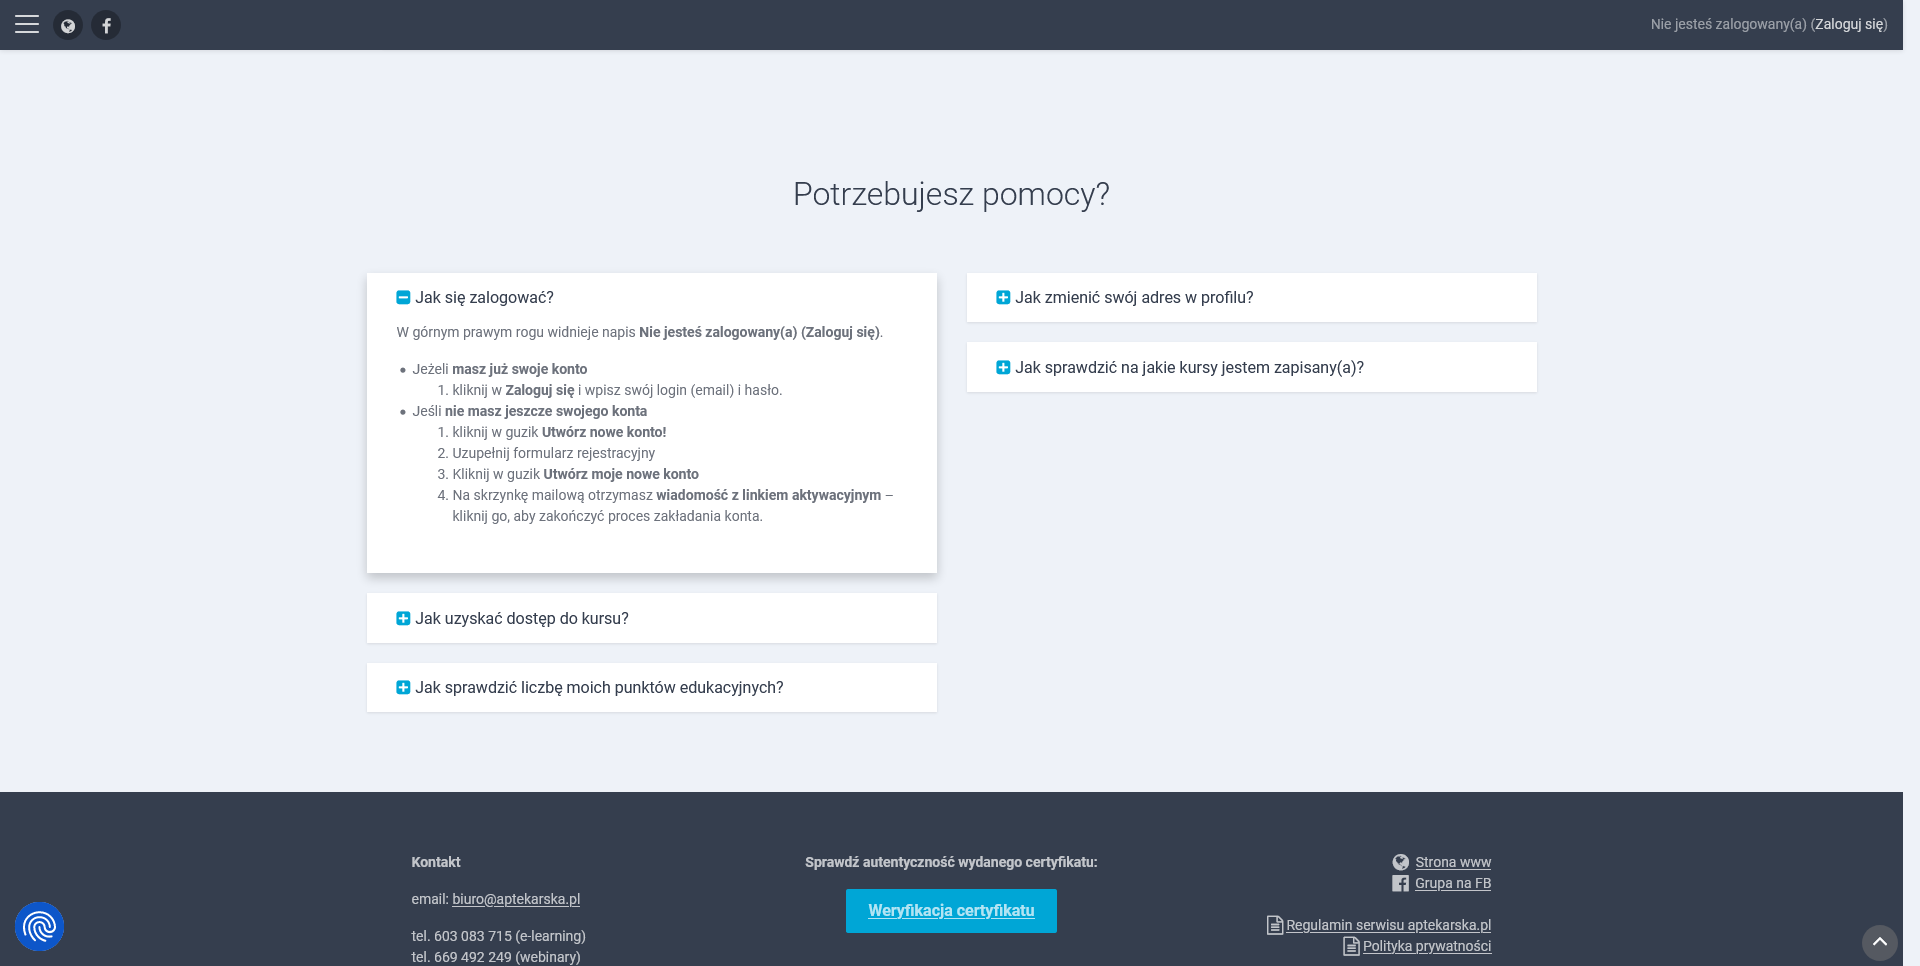 Nie jesteś zalogowany(a) (Zaloguj się)
Potrzebujesz pomocy?
Jak się zalogować?
W górnym prawym rogu widnieje napis Nie jesteś zalogowany(a) (Zaloguj się).
• Jeżeli masz już swoje konto
1. kliknij w Zaloguj się i wpisz swój login (email) i hasło.
• Jeśli nie masz jeszcze swojego konta
1. kliknij w guzik Utwórz nowe konto!
2. Uzupełnij formularz rejestracyjny
3. Kliknij w guzik Utwórz moje nowe konto
4. Na skrzynkę mailową otrzymasz wiadomość z linkiem aktywacyjnym –
kliknij go, aby zakończyć proces zakładania konta.
Jak uzyskać dostęp do kursu?
Jak sprawdzić liczbę moich punktów edukacyjnych?
Jak zmienić swój adres w profilu?
Jak sprawdzić na jakie kursy jestem zapisany(a)?
Kontakt
email: biuro@aptekarska.pl
tel. 603 083 715 (e-learning)
tel. 669 492 249 (webinary)
Sprawdź autentyczność wydanego certyfikatu:
Weryfikacja certyfikatu
Strona www
Grupa na FB
Regulamin serwisu aptekarska.pl
Polityka prywatności